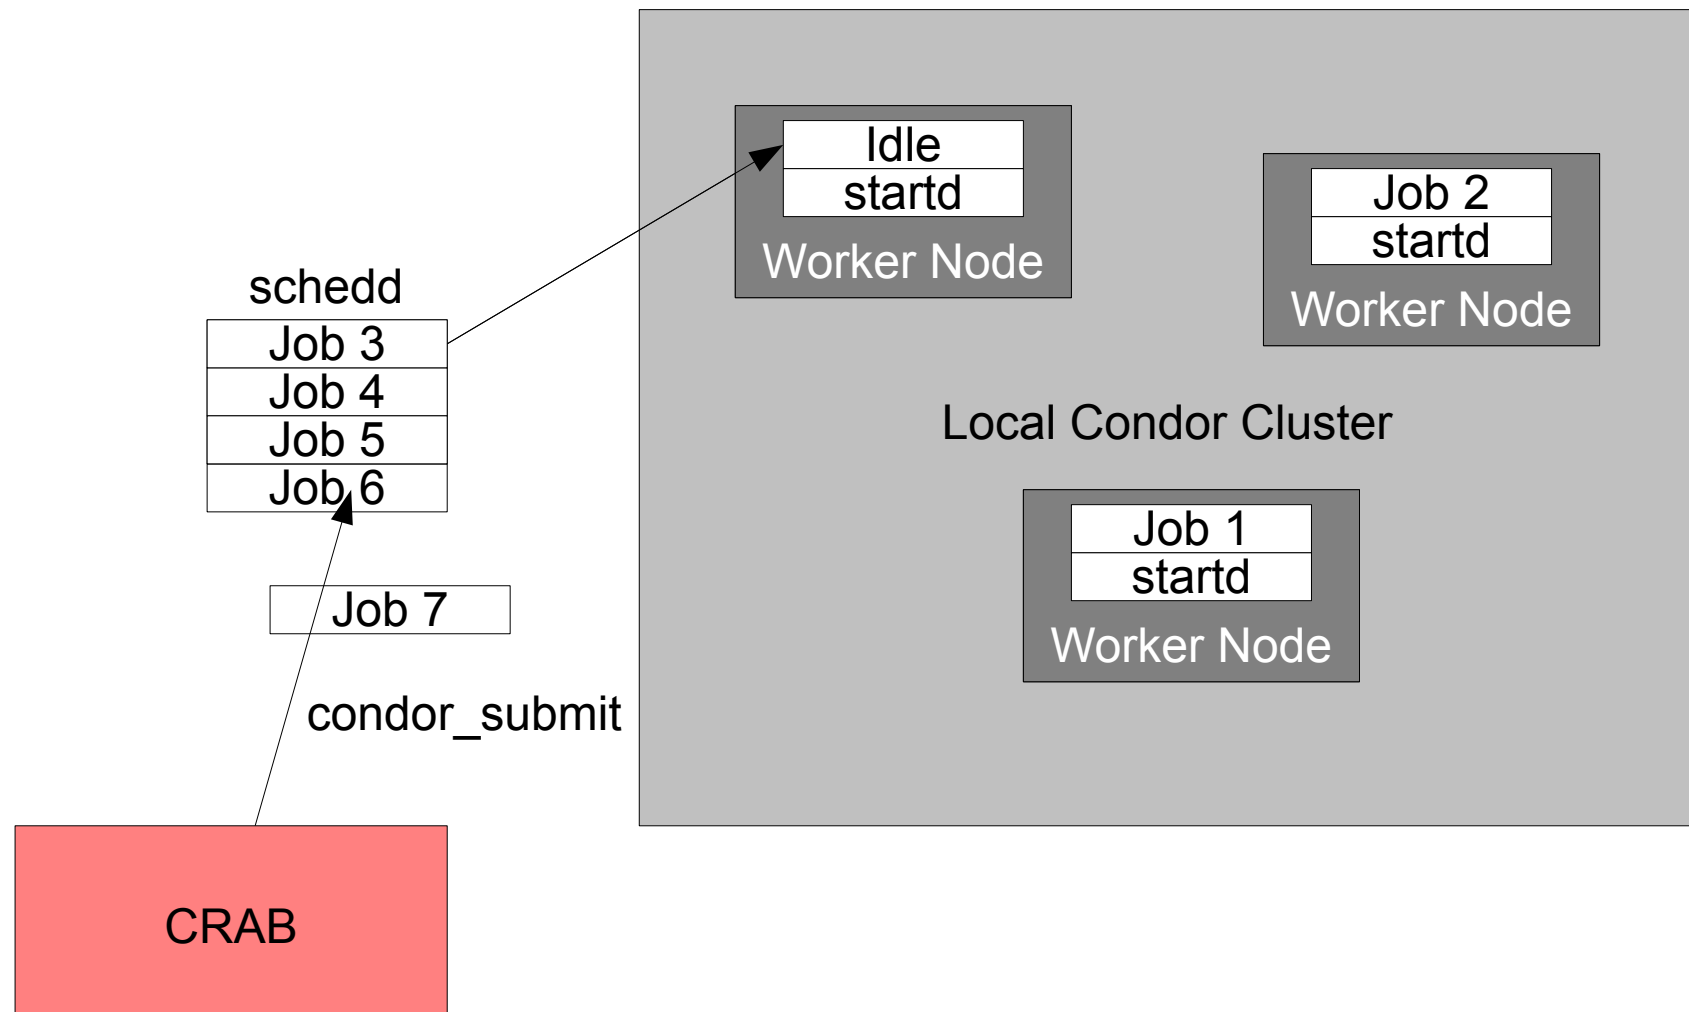 Idle
startd
Worker Node
Job 2
startd
Worker Node
schedd
Job 3
Job 4
Job 5
Job 6
Local Condor Cluster
Job 1
startd
Worker Node
Job 7
condor_submit
CRAB